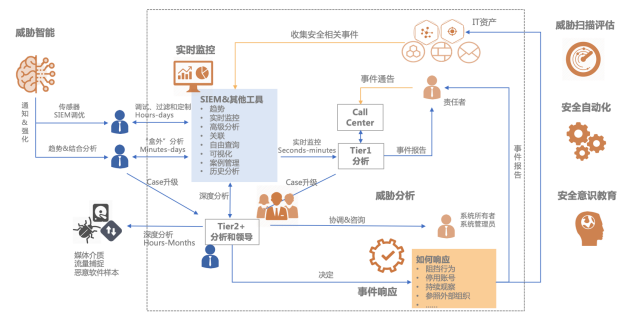 威胁智能
实时监控
收集安全相关事件
IT资产
威胁扫描评估
通知&强化
传感器
SIEM调优
调试、过滤和定制
Hours-days
SIEM&其他工具
• 趋势
• 实时监控
• 高级分析
• 关联
• 自由查询
• 可视化
• 案例管理
• 历史分析
事件通告
Call
Center
责任者
安全自动化
趋势&结合分析
“意外”分析
Minutes-days
实时监控
Seconds-minutes
Tier1
分析
事件报告
事件报告
Case升级
深度分析
Case升级
威胁分析
安全意识教育
深度分析
Hours-Months
Tier2+
分析和领导
协调&咨询
系统所有者
系统管理员
媒体介质
流量捕捉
恶意软件样本
决定
事件响应
如何响应
• 阻挡行为
• 停用账号
• 持续观察
• 参照外部组织
• ......